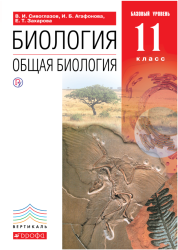 В. И. Сивоглазов, И. Б. Агафонова,
Е. Т. Захарова
БАЗОВЫЙ УРОВЕНЬ
БИОЛОГИЯ
ОБЩАЯ БИОЛОГИЯ
11
класс
ВЕРТИКАЛЬ
дрофа